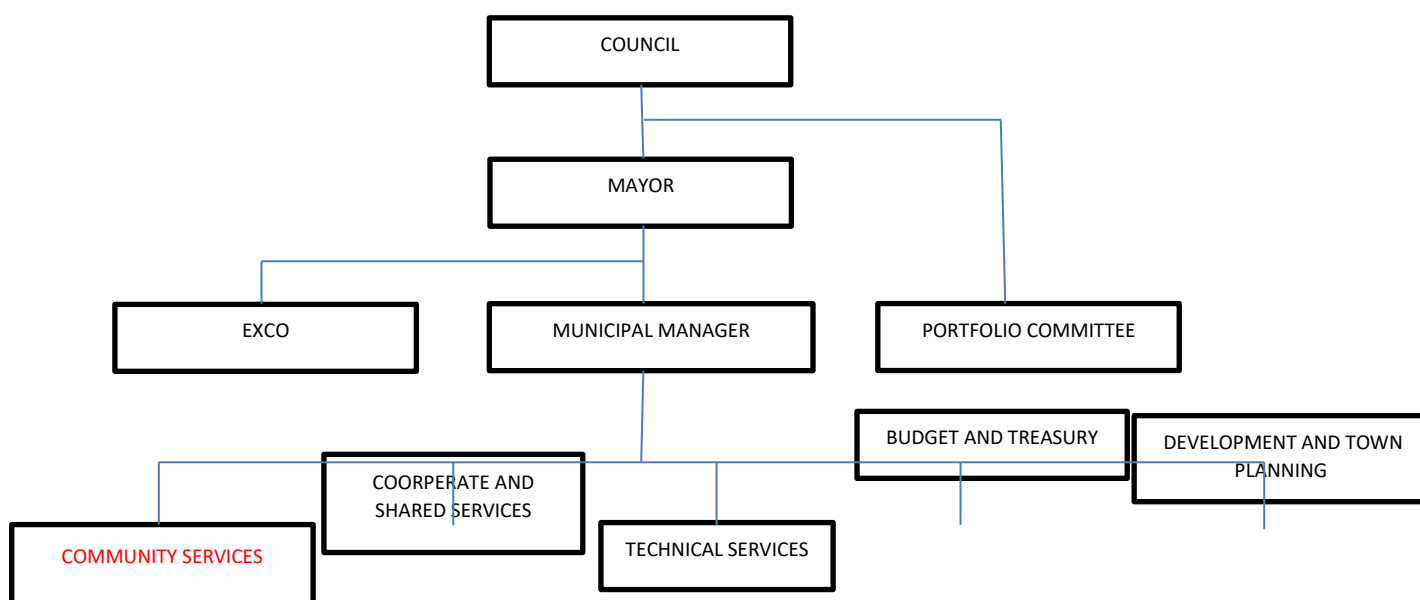 COUNCIL
MAYOR
EXCO
MUNICIPAL MANAGER
PORTFOLIO COMMITTEE
BUDGET AND TREASURY
DEVELOPMENT AND TOWN
PLANNING
COORPERATE AND
SHARED SERVICES
TECHNICAL SERVICES
COMMUNITY SERVICES